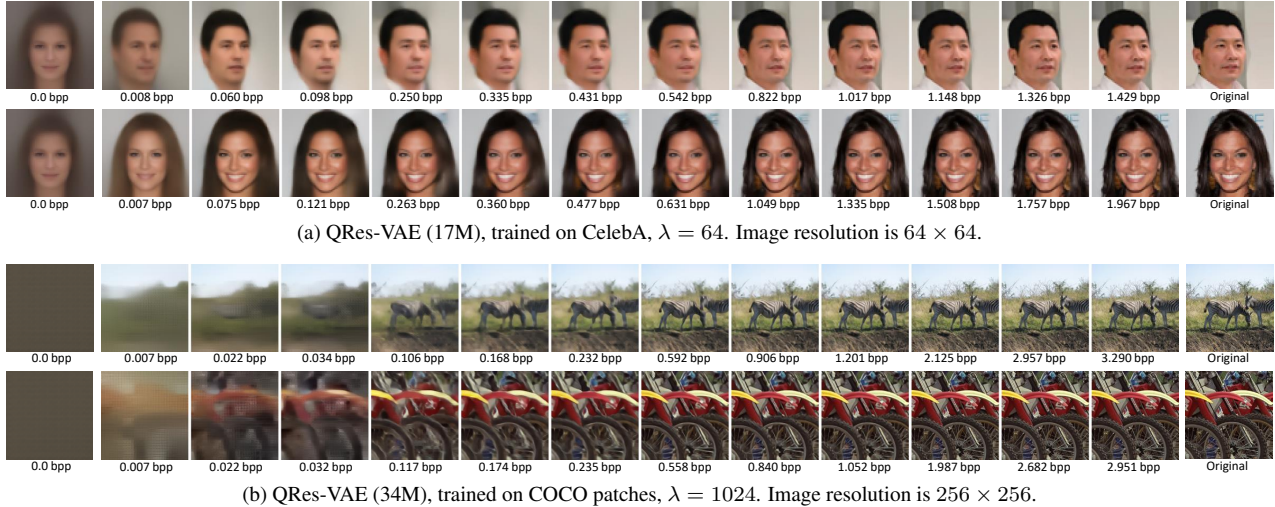 0.0 bpp 0.008 bpp 0.060 bpp 0.098 bpp 0.250 bpp 0.335 bpp 0.431 bpp 0.542 bpp 0.822 bpp 1.017 bpp 1.148 bpp 1.326 bpp 1.429 bpp Original
0.0 bpp 0.007 bpp 0.075 bpp 0.121 bpp 0.263 bpp 0.360 bpp 0.477 bpp 0.631 bpp 1.049 bpp 1.335 bpp 1.508 bpp 1.757 bpp 1.967 bpp Original
(a) QRes-VAE (17M), trained on CelebA, λ = 64. Image resolution is 64 × 64.
0.0 bpp 0.007 bpp 0.022 bpp 0.034 bpp 0.106 bpp 0.168 bpp 0.232 bpp 0.592 bpp 0.906 bpp 1.201 bpp 2.125 bpp 2.957 bpp 3.290 bpp Original
0.0 bpp 0.007 bpp 0.022 bpp 0.032 bpp 0.117 bpp 0.174 bpp 0.235 bpp 0.558 bpp 0.840 bpp 1.052 bpp 1.987 bpp 2.682 bpp 2.951 bpp Original
(b) QRes-VAE (34M), trained on COCO patches, λ = 1024. Image resolution is 256 × 256.